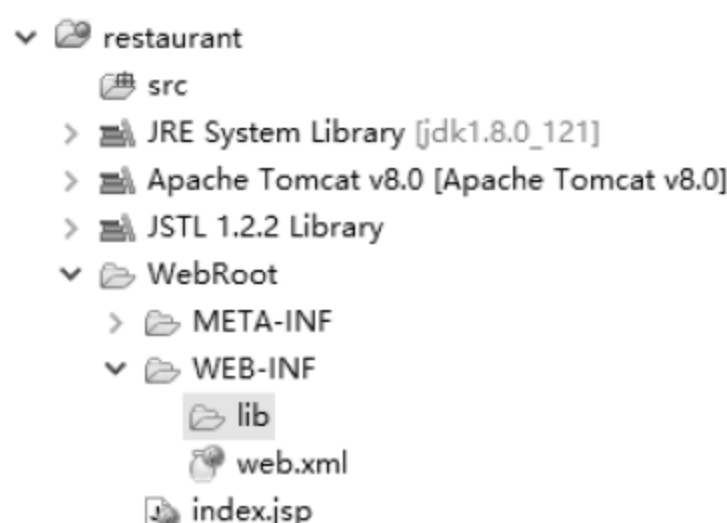 restaurant
src
JRE System Library [jdk1.8.0_121]
Apache Tomcat v8.0 [Apache Tomcat v8.0]
JSTL 1.2.2 Library
WebRoot
META-INF
WEB-INF
lib
web.xml
index.jsp